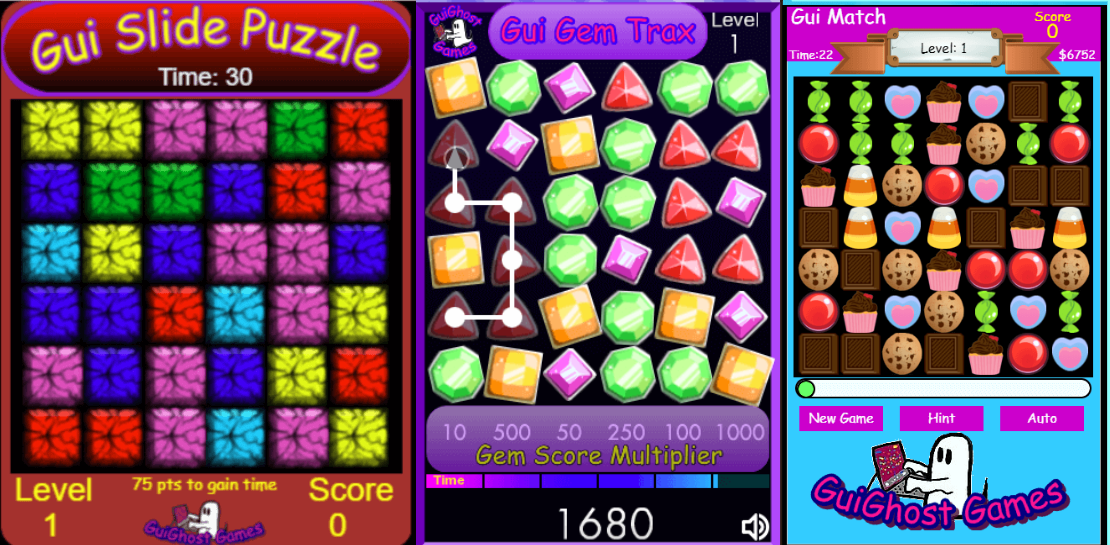 Gui Slide Puzzle
Time: 30
Level
1
75 pts to gain time
GuiGhost Games
Score
0
GuiGhost
Games
Gui Gem Trax
Level
1
10 500 50 250 100 1000
Gem Score Multiplier
Time
1680
Gui Match
Score
0
Time:22
Level: 1
$6752
New Game
Hint
Auto
GuiGhost Games